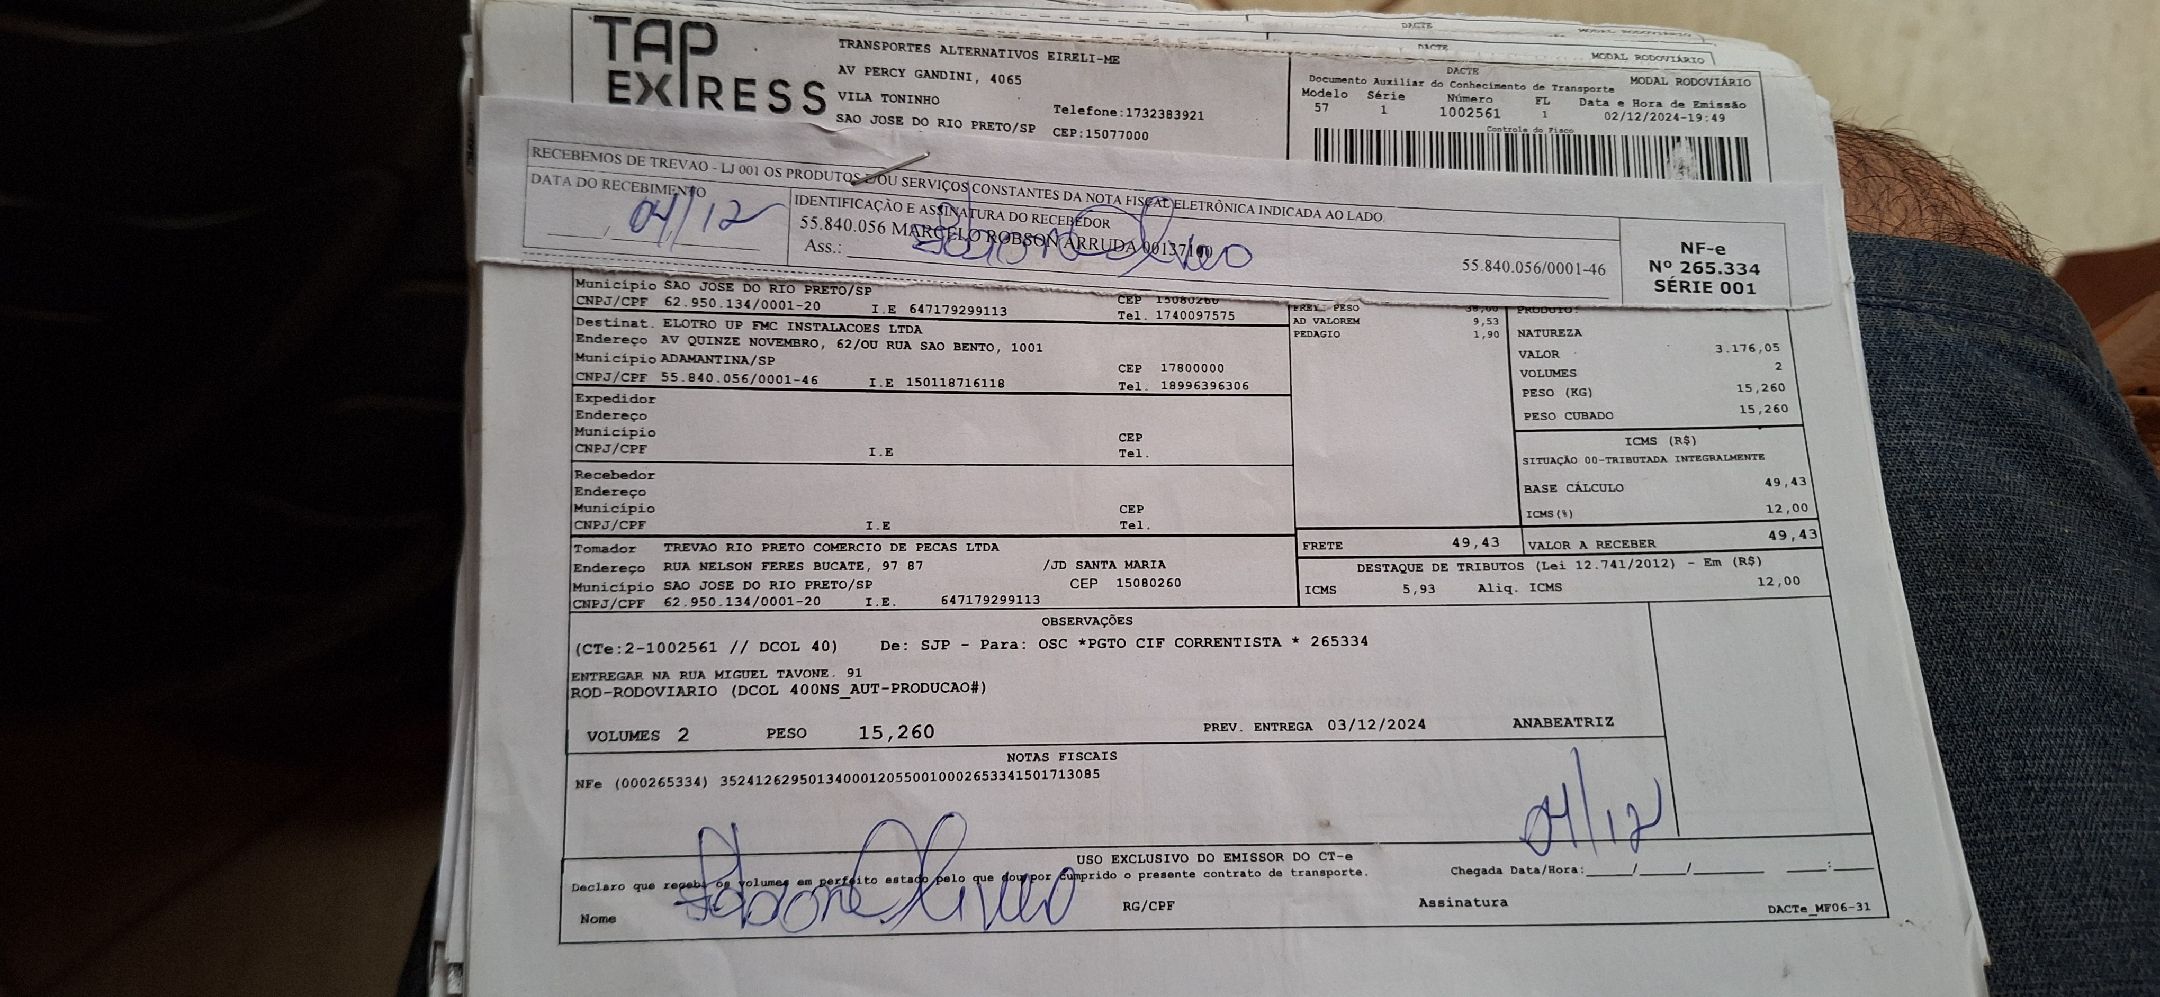 TAP EXPRESS
TRANSPORTES ALTERNATIVOS EIRELI-ME
AV PERCY GANDINI, 4065
VILA TONINHO
Telefone:1732383921
SAO JOSE DO RIO PRETO/SP CEP:15077000
DACTE
MODAL RODOVIÁRIO
DACTE
MODAL RODOVIÁRIO
DACTE MODAL RODOVIÁRIO
Documento Auxiliar do Conhecimento de Transporte
Modelo Série Número FL Data e Hora de Emissão
57 1 1002561 1 02/12/2024-19:49
Controle do Fisco
RECEBEMOS DE TREVAO - LJ 001 OS PRODUTOS E/OU SERVIÇOS CONSTANTES DA NOTA FISCAL ELETRÔNICA INDICADA AO LADO
DATA DO RECEBIMENTO
04/12
IDENTIFICAÇÃO E ASSINATURA DO RECEBEDOR
55.840.056 MARCELO ROBSON ARRUDA
Ass.:
55.840.056/0001-46
NF-e
Nº 265.334
SÉRIE 001
Município SAO JOSE DO RIO PRETO/SP CEP 15080260
CNPJ/CPF 62.950.134/0001-20 I.E 647179299113 Tel. 1740097575
Destinat. ELOTRO UP FMC INSTALACOES LTDA
Endereço AV QUINZE NOVEMBRO, 62/OU RUA SAO BENTO, 1001
Município ADAMANTINA/SP CEP 17800000
CNPJ/CPF 55.840.056/0001-46 I.E 150118716118 Tel. 18996396306
Expedidor
Endereço
Município CEP
CNPJ/CPF I.E Tel.
Recebedor
Endereço
Município CEP
CNPJ/CPF I.E Tel.
Tomador TREVAO RIO PRETO COMERCIO DE PECAS LTDA
Endereço RUA NELSON FERES BUCATE, 97 87 /JD SANTA MARIA
Município SAO JOSE DO RIO PRETO/SP CEP 15080260
CNPJ/CPF 62.950.134/0001-20 I.E. 647179299113
PESO
AD VALOREM 9,53
PEDAGIO 1,90
PRODUTO:
NATUREZA
VALOR 3.176,05
VOLUMES 2
PESO (KG) 15,260
PESO CUBADO 15,260
ICMS (R$)
SITUAÇÃO 00-TRIBUTADA INTEGRALMENTE
BASE CÁLCULO 49,43
ICMS(%) 12,00
FRETE 49,43 VALOR A RECEBER 49,43
DESTAQUE DE TRIBUTOS (Lei 12.741/2012) - Em (R$)
ICMS 5,93 Aliq. ICMS 12,00
OBSERVAÇÕES
(CTe:2-1002561 // DCOL 40) De: SJP - Para: OSC *PGTO CIF CORRENTISTA * 265334
ENTREGAR NA RUA MIGUEL TAVONE. 91
ROD-RODOVIARIO (DCOL 400NS_AUT-PRODUCAO#)
VOLUMES 2 PESO 15,260 PREV. ENTREGA 03/12/2024 ANABEATRIZ
NOTAS FISCAIS
NFe (000265334) 35241262950134000120550010002653341501713085
04/12
USO EXCLUSIVO DO EMISSOR DO CT-e
Declaro que recebi os volumes em perfeito estado pelo que dou por cumprido o presente contrato de transporte.
Chegada Data/Hora:____/____/______ ____:____
Nome RG/CPF Assinatura
DACTe_MF06-31